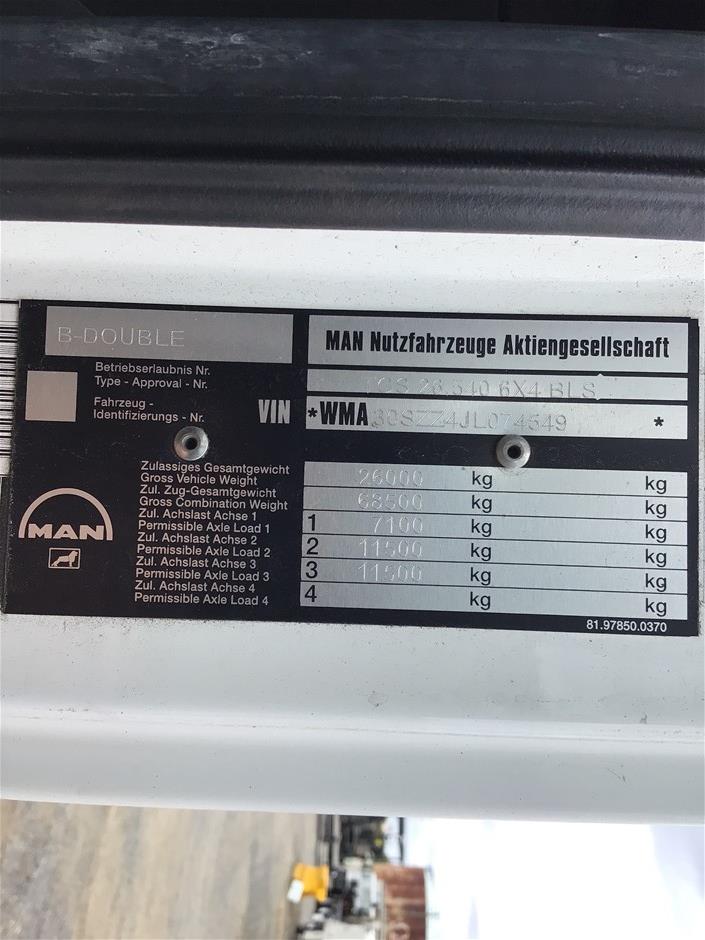 B-DOUBLE
MAN Nutzfahrzeuge Aktiengesellschaft
Betriebserlaubnis Nr.
Type - Approval - Nr.
26.540 6X4 BLS
Fahrzeug -
Identifizierungs - Nr.
VIN
*WMA30SZZ4JL074549 *
Zulassiges Gesamtgewicht
Gross Vehicle Weight
26000 kg kg
Zul. Zug-Gesamtgewicht
Gross Combination Weight
68500 kg kg
Zul. Achslast Achse 1
Permissible Axle Load 1
1 7100 kg kg
Zul. Achslast Achse 2
Permissible Axle Load 2
2 11500 kg kg
Zul. Achslast Achse 3
Permissible Axle Load 3
3 11500 kg kg
Zul. Achslast Achse 4
Permissible Axle Load 4
4 kg kg
MAN
81.97850.0370